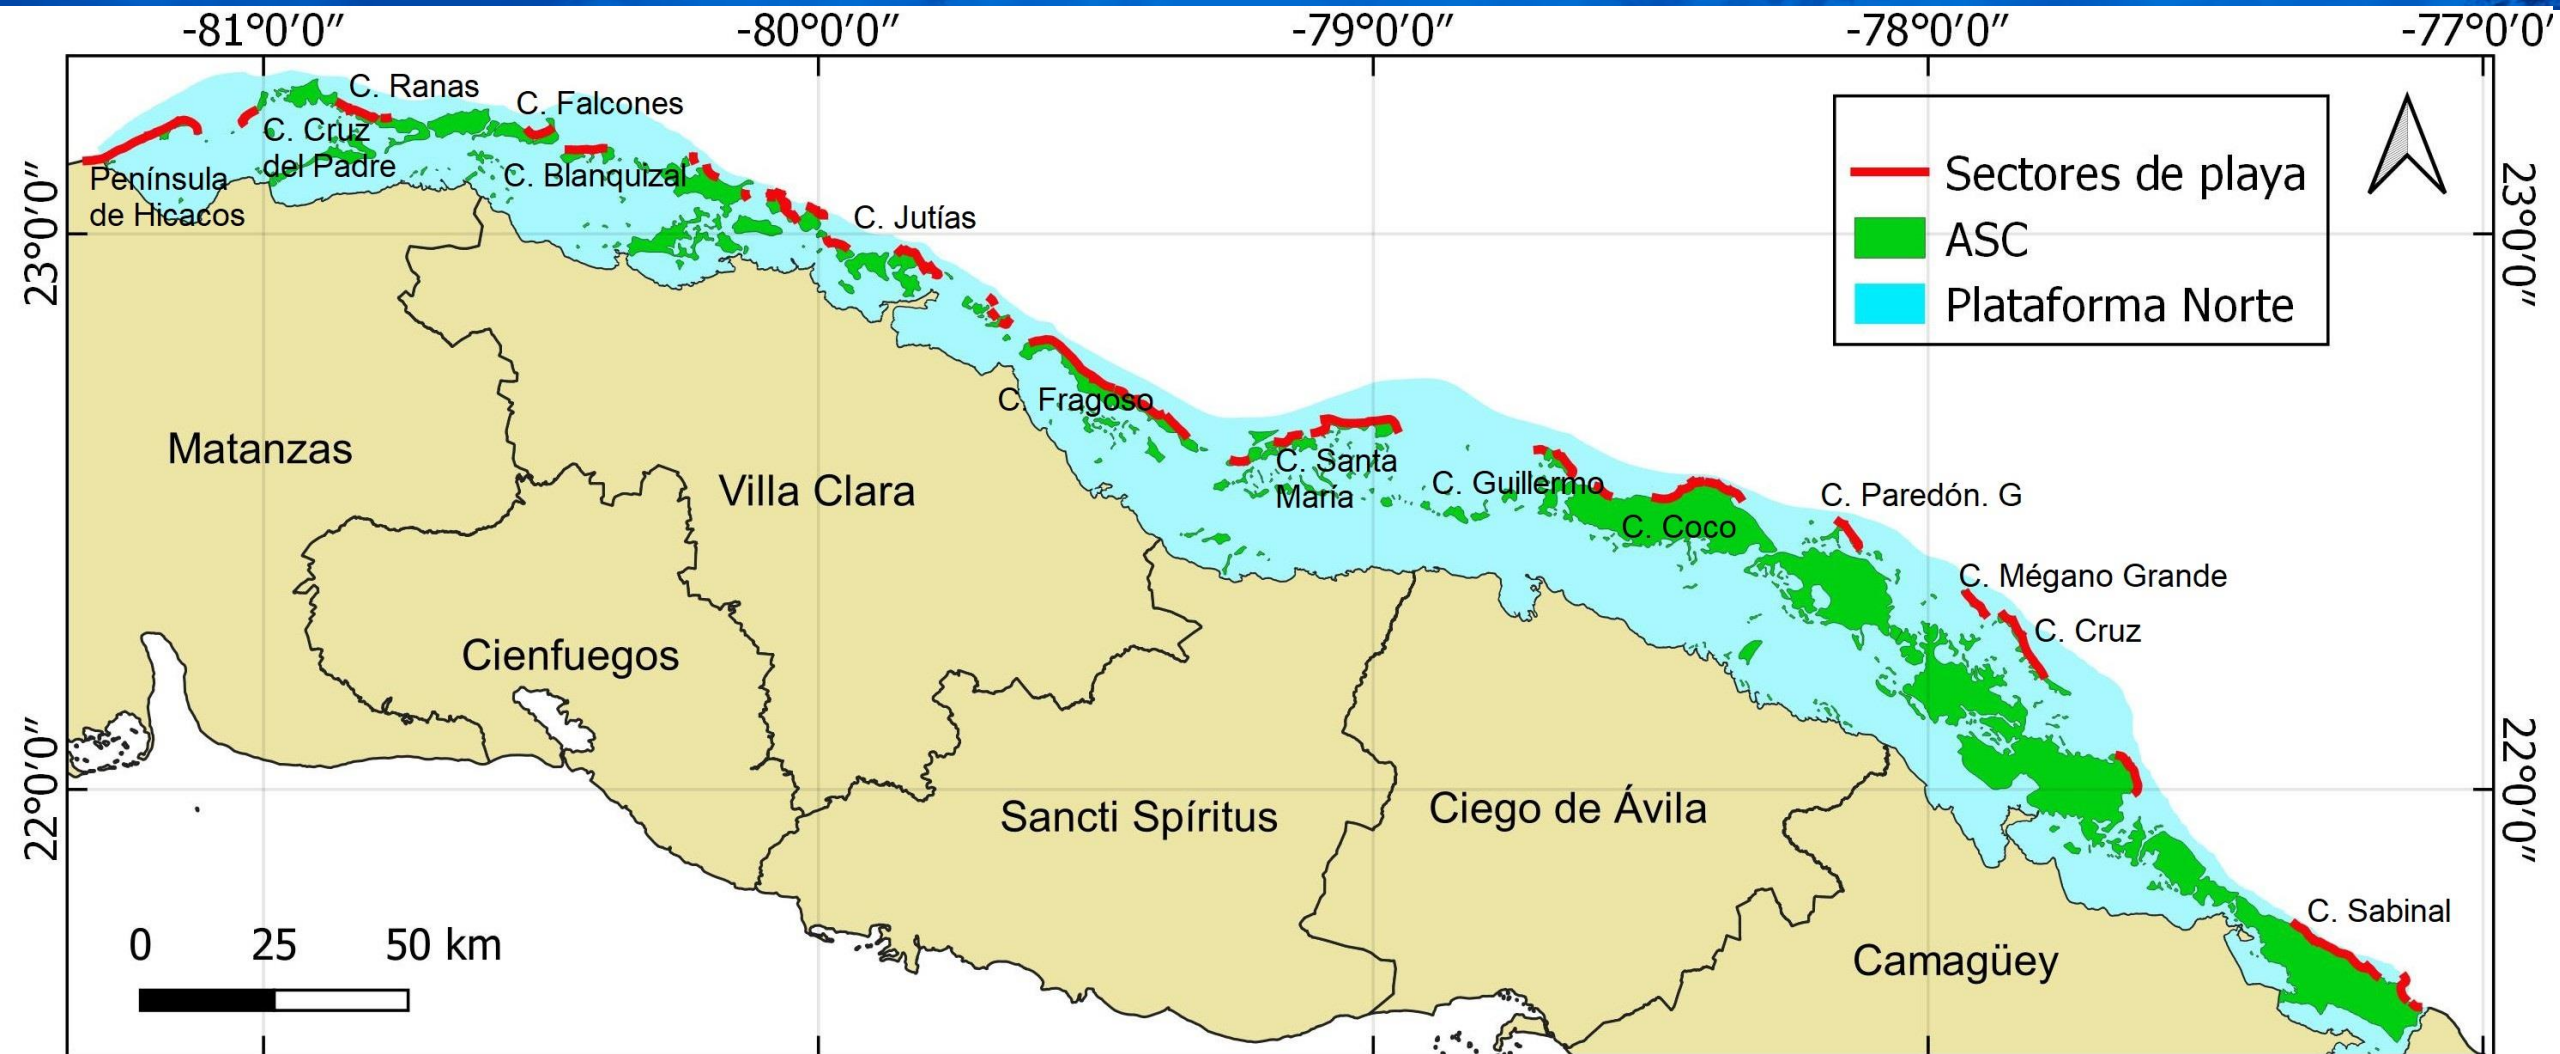 -81°0′0″
-80°0′0″
-79°0′0″
-78°0′0″
-77°0′0″
C. Ranas
C. Falcones
C. Cruz
del Padre
Península
de Hicacos
C. Blanquizal
C. Jutías
Sectores de playa
ASC
Plataforma Norte
23°0′0″
23°0′0″
C. Fragoso
Matanzas
Villa Clara
C. Santa
María
C. Guillermo
C. Coco
C. Paredón. G
C. Mégano Grande
C. Cruz
Cienfuegos
22°0′0″
22°0′0″
Sancti Spíritus
Ciego de Ávila
C. Sabinal
Camagüey
0 25 50 km